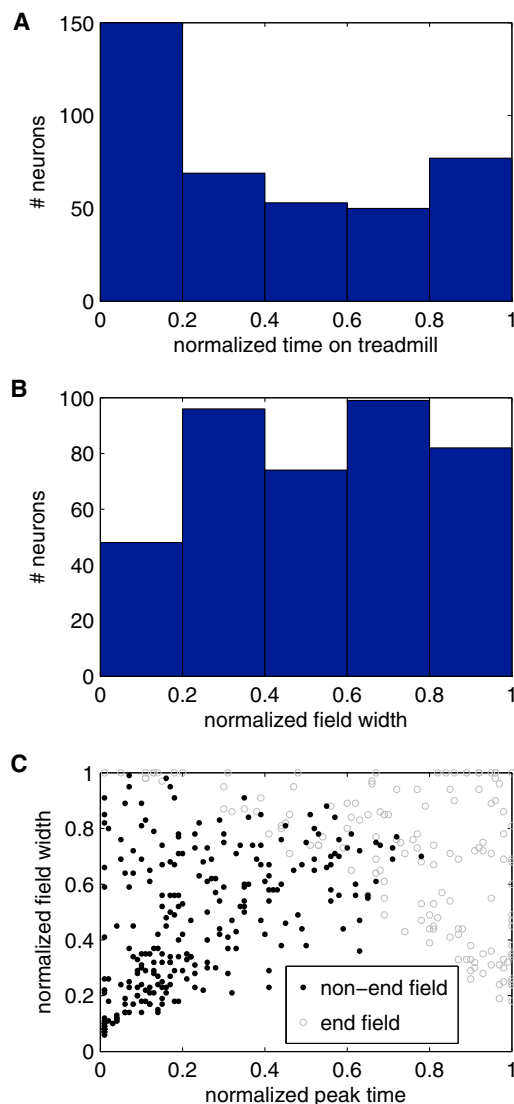 A
150
100
50
0
# neurons
0 0.2 0.4 0.6 0.8 1
normalized time on treadmill
B
100
80
60
40
20
0
# neurons
0 0.2 0.4 0.6 0.8 1
normalized field width
C
1
0.8
0.6
0.4
0.2
0
normalized field width
non−end field
end field
0 0.2 0.4 0.6 0.8 1
normalized peak time